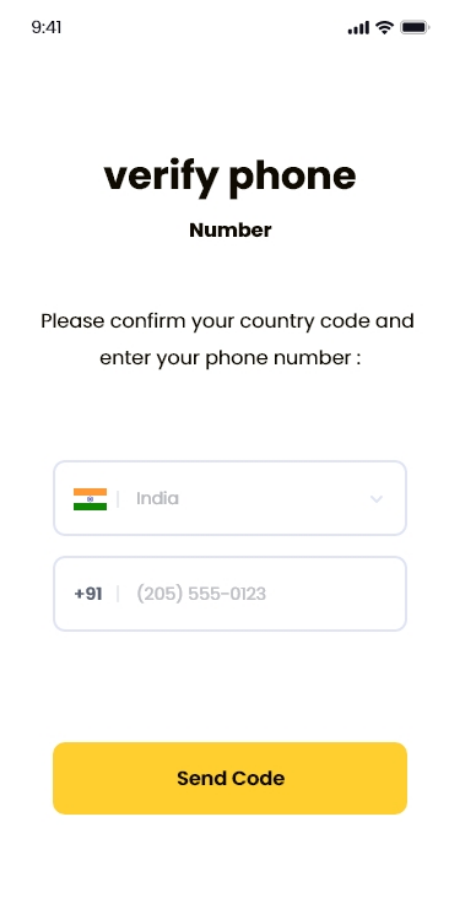 9:41
verify phone
Number
Please confirm your country code and
enter your phone number :
India
+91 (205) 555-0123
Send Code